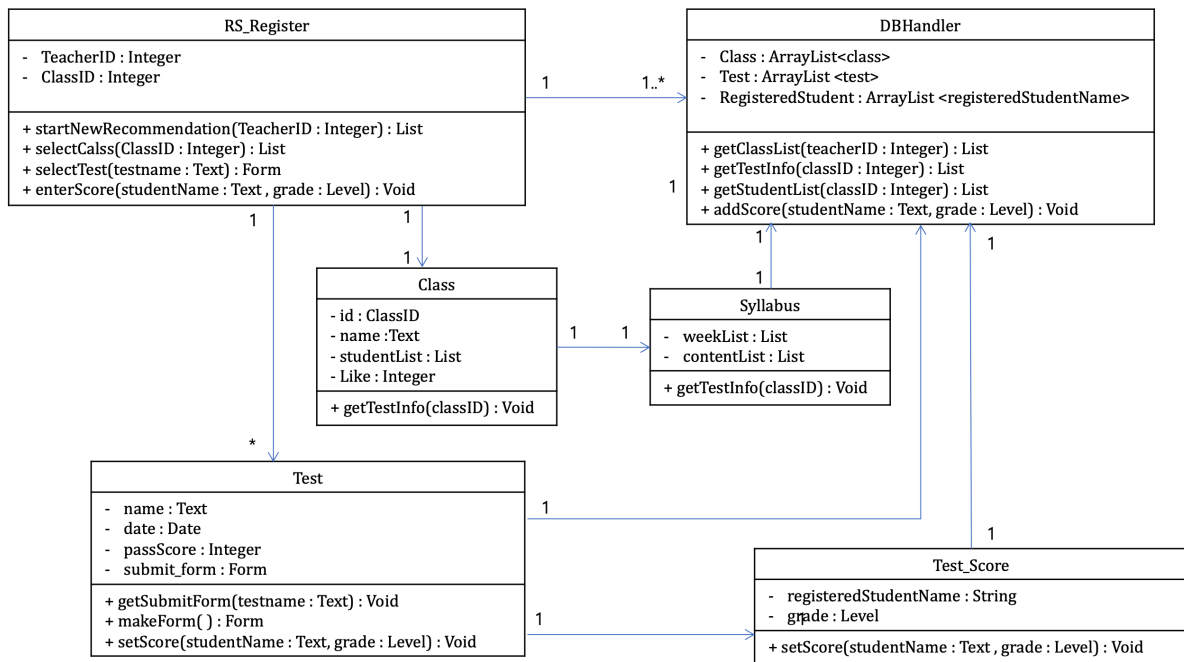 RS_Register
- TeacherID : Integer
- ClassID : Integer
+ startNewRecommendation(TeacherID : Integer) : List
+ selectCalss(ClassID : Integer) : List
+ selectTest(testname : Text) : Form
+ enterScore(studentName : Text , grade : Level) : Void
1
1..*
DBHandler
- Class : ArrayList<class>
- Test : ArrayList <test>
- RegisteredStudent : ArrayList <registeredStudentName>
+ getClassList(teacherID : Integer) : List
+ getTestInfo(classID : Integer) : List
+ getStudentList(classID : Integer) : List
+ addScore(studentName : Text, grade : Level) : Void
1
1
1
1
1
1
Class
- id : ClassID
- name :Text
- studentList : List
- Like : Integer
+ getTestInfo(classID) : Void
1
1
1
Syllabus
- weekList : List
- contentList : List
+ getTestInfo(classID) : Void
*
Test
- name : Text
- date : Date
- passScore : Integer
- submit_form : Form
+ getSubmitForm(testname : Text) : Void
+ makeForm( ) : Form
+ setScore(studentName : Text, grade : Level) : Void
1
1
1
Test_Score
- registeredStudentName : String
- grade : Level
1
+ setScore(studentName : Text , grade : Level) : Void